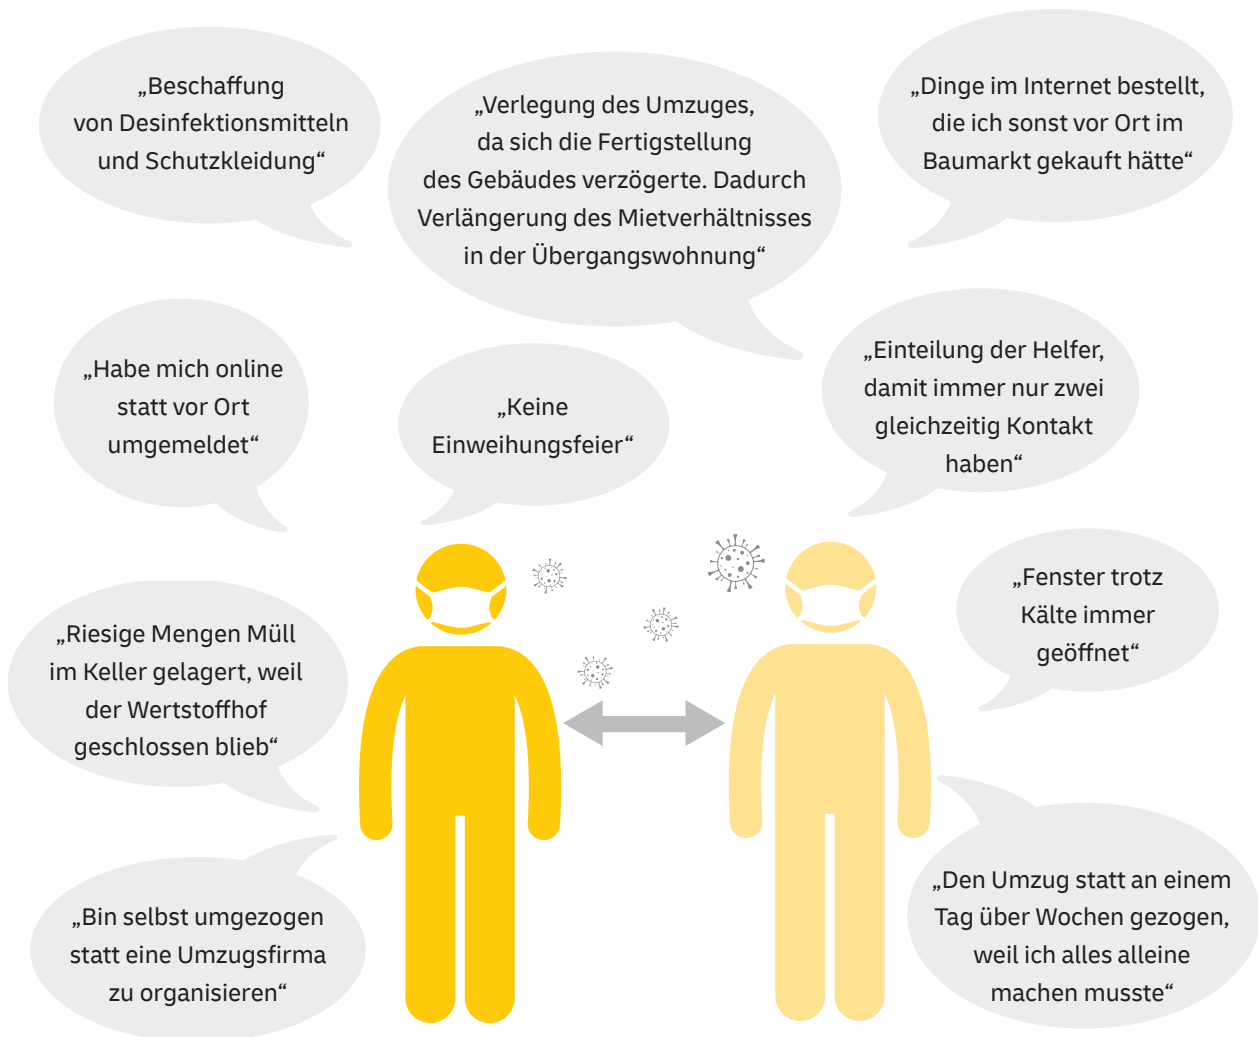 „Beschaffung
von Desinfektionsmitteln
und Schutzkleidung“
„Verlegung des Umzuges,
da sich die Fertigstellung
des Gebäudes verzögerte. Dadurch
Verlängerung des Mietverhältnisses
in der Übergangswohnung“
„Dinge im Internet bestellt,
die ich sonst vor Ort im
Baumarkt gekauft hätte“
„Habe mich online
statt vor Ort
umgemeldet“
„Keine
Einweihungsfeier“
„Einteilung der Helfer,
damit immer nur zwei
gleichzeitig Kontakt
haben“
„Riesige Mengen Müll
im Keller gelagert, weil
der Wertstoffhof
geschlossen blieb“
„Fenster trotz
Kälte immer
geöffnet“
„Bin selbst umgezogen
statt eine Umzugsfirma
zu organisieren“
„Den Umzug statt an einem
Tag über Wochen gezogen,
weil ich alles alleine
machen musste“